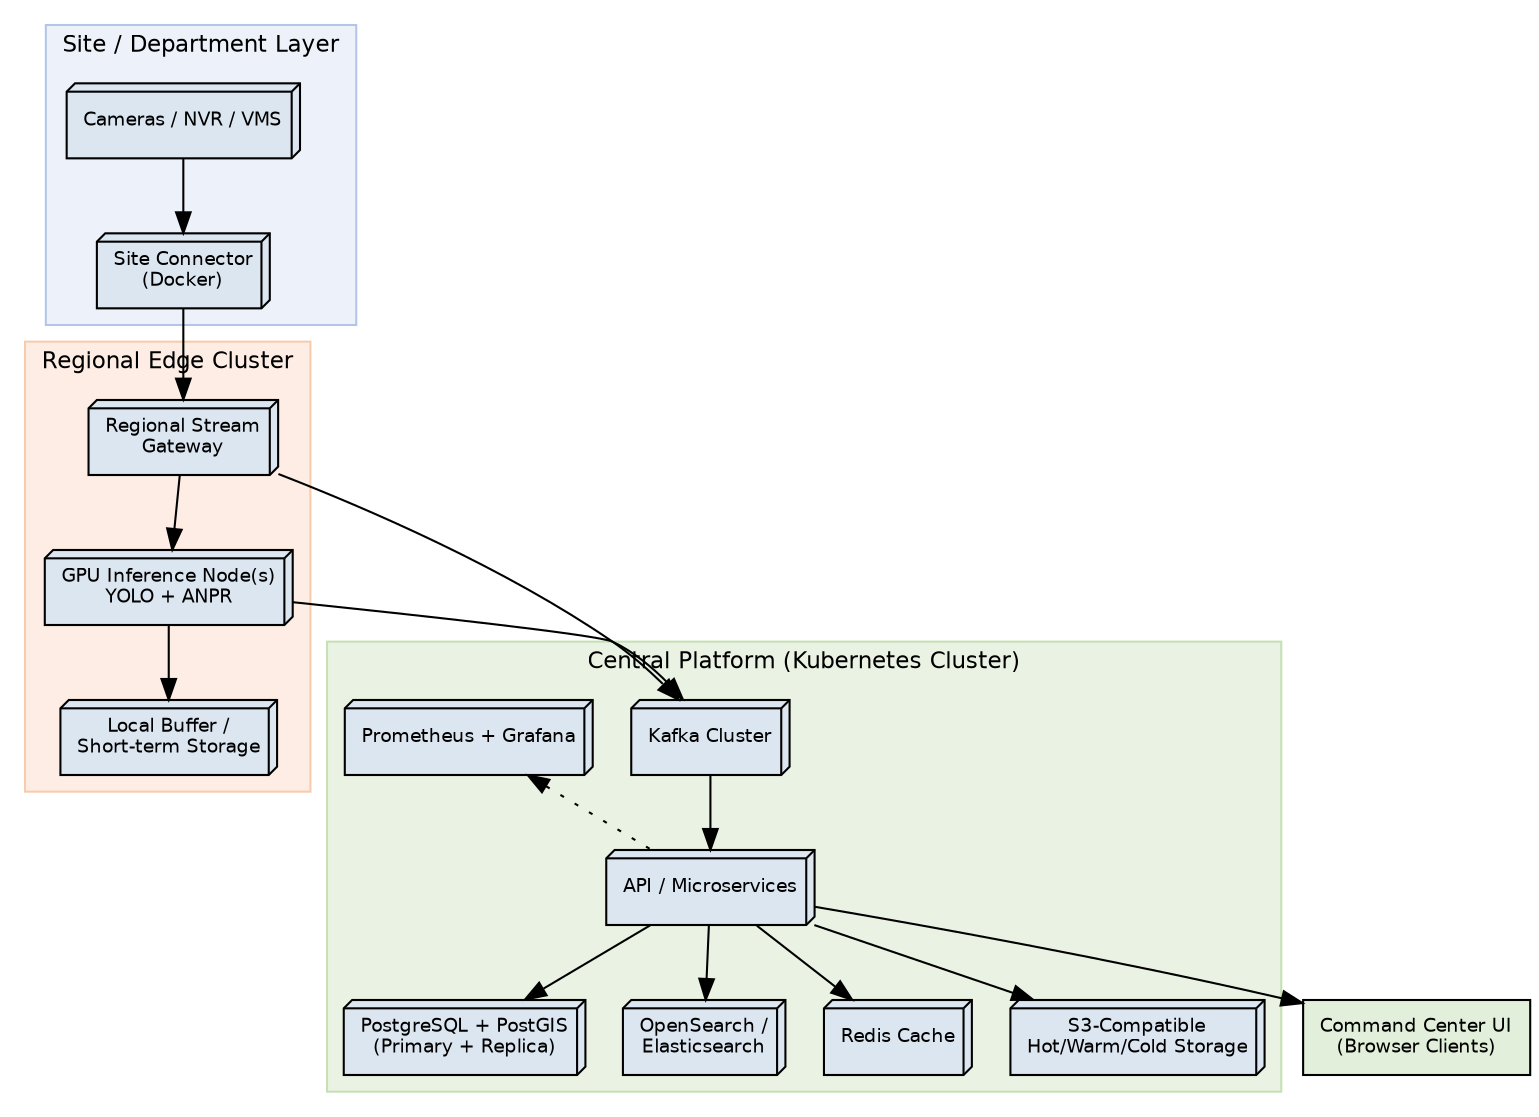 Site / Department Layer
Cameras / NVR / VMS
Site Connector
(Docker)
Regional Edge Cluster
Regional Stream
Gateway
GPU Inference Node(s)
YOLO + ANPR
Local Buffer /
Short-term Storage
Central Platform (Kubernetes Cluster)
Prometheus + Grafana
Kafka Cluster
API / Microservices
PostgreSQL + PostGIS
(Primary + Replica)
OpenSearch /
Elasticsearch
Redis Cache
S3-Compatible
Hot/Warm/Cold Storage
Command Center UI
(Browser Clients)